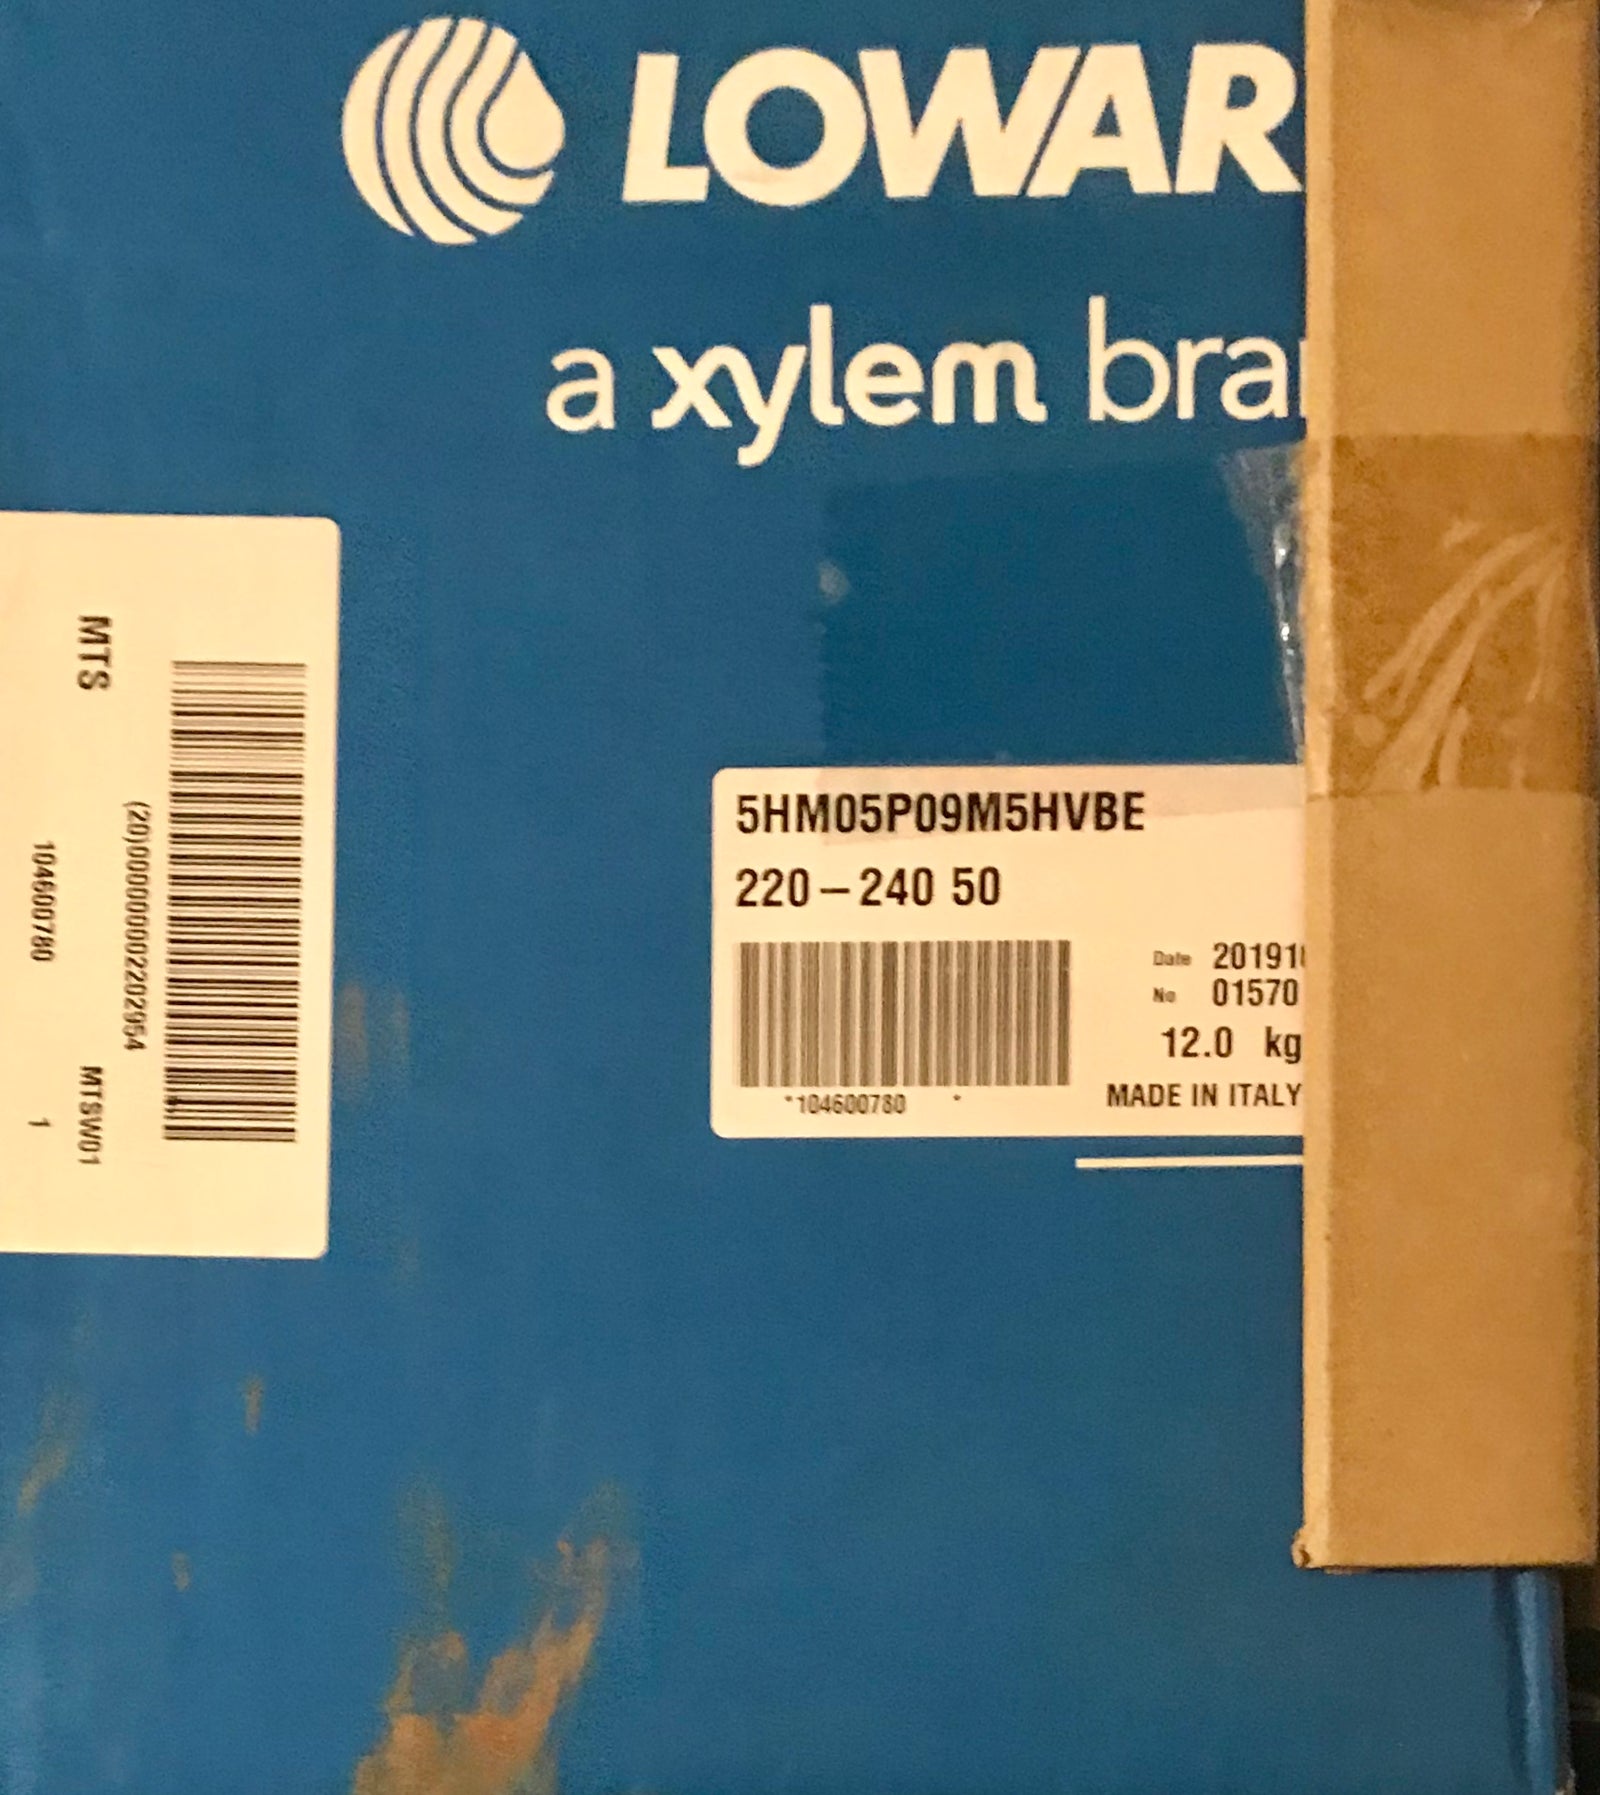 LOWAR
a xylem bra
5HM05P09M5HVBE
220-240 50
Date 20191
No 01570
12.0 kg
*104600780 *
MADE IN ITALY
MTS
(20)00000002202954
MTSW01
104600780
1